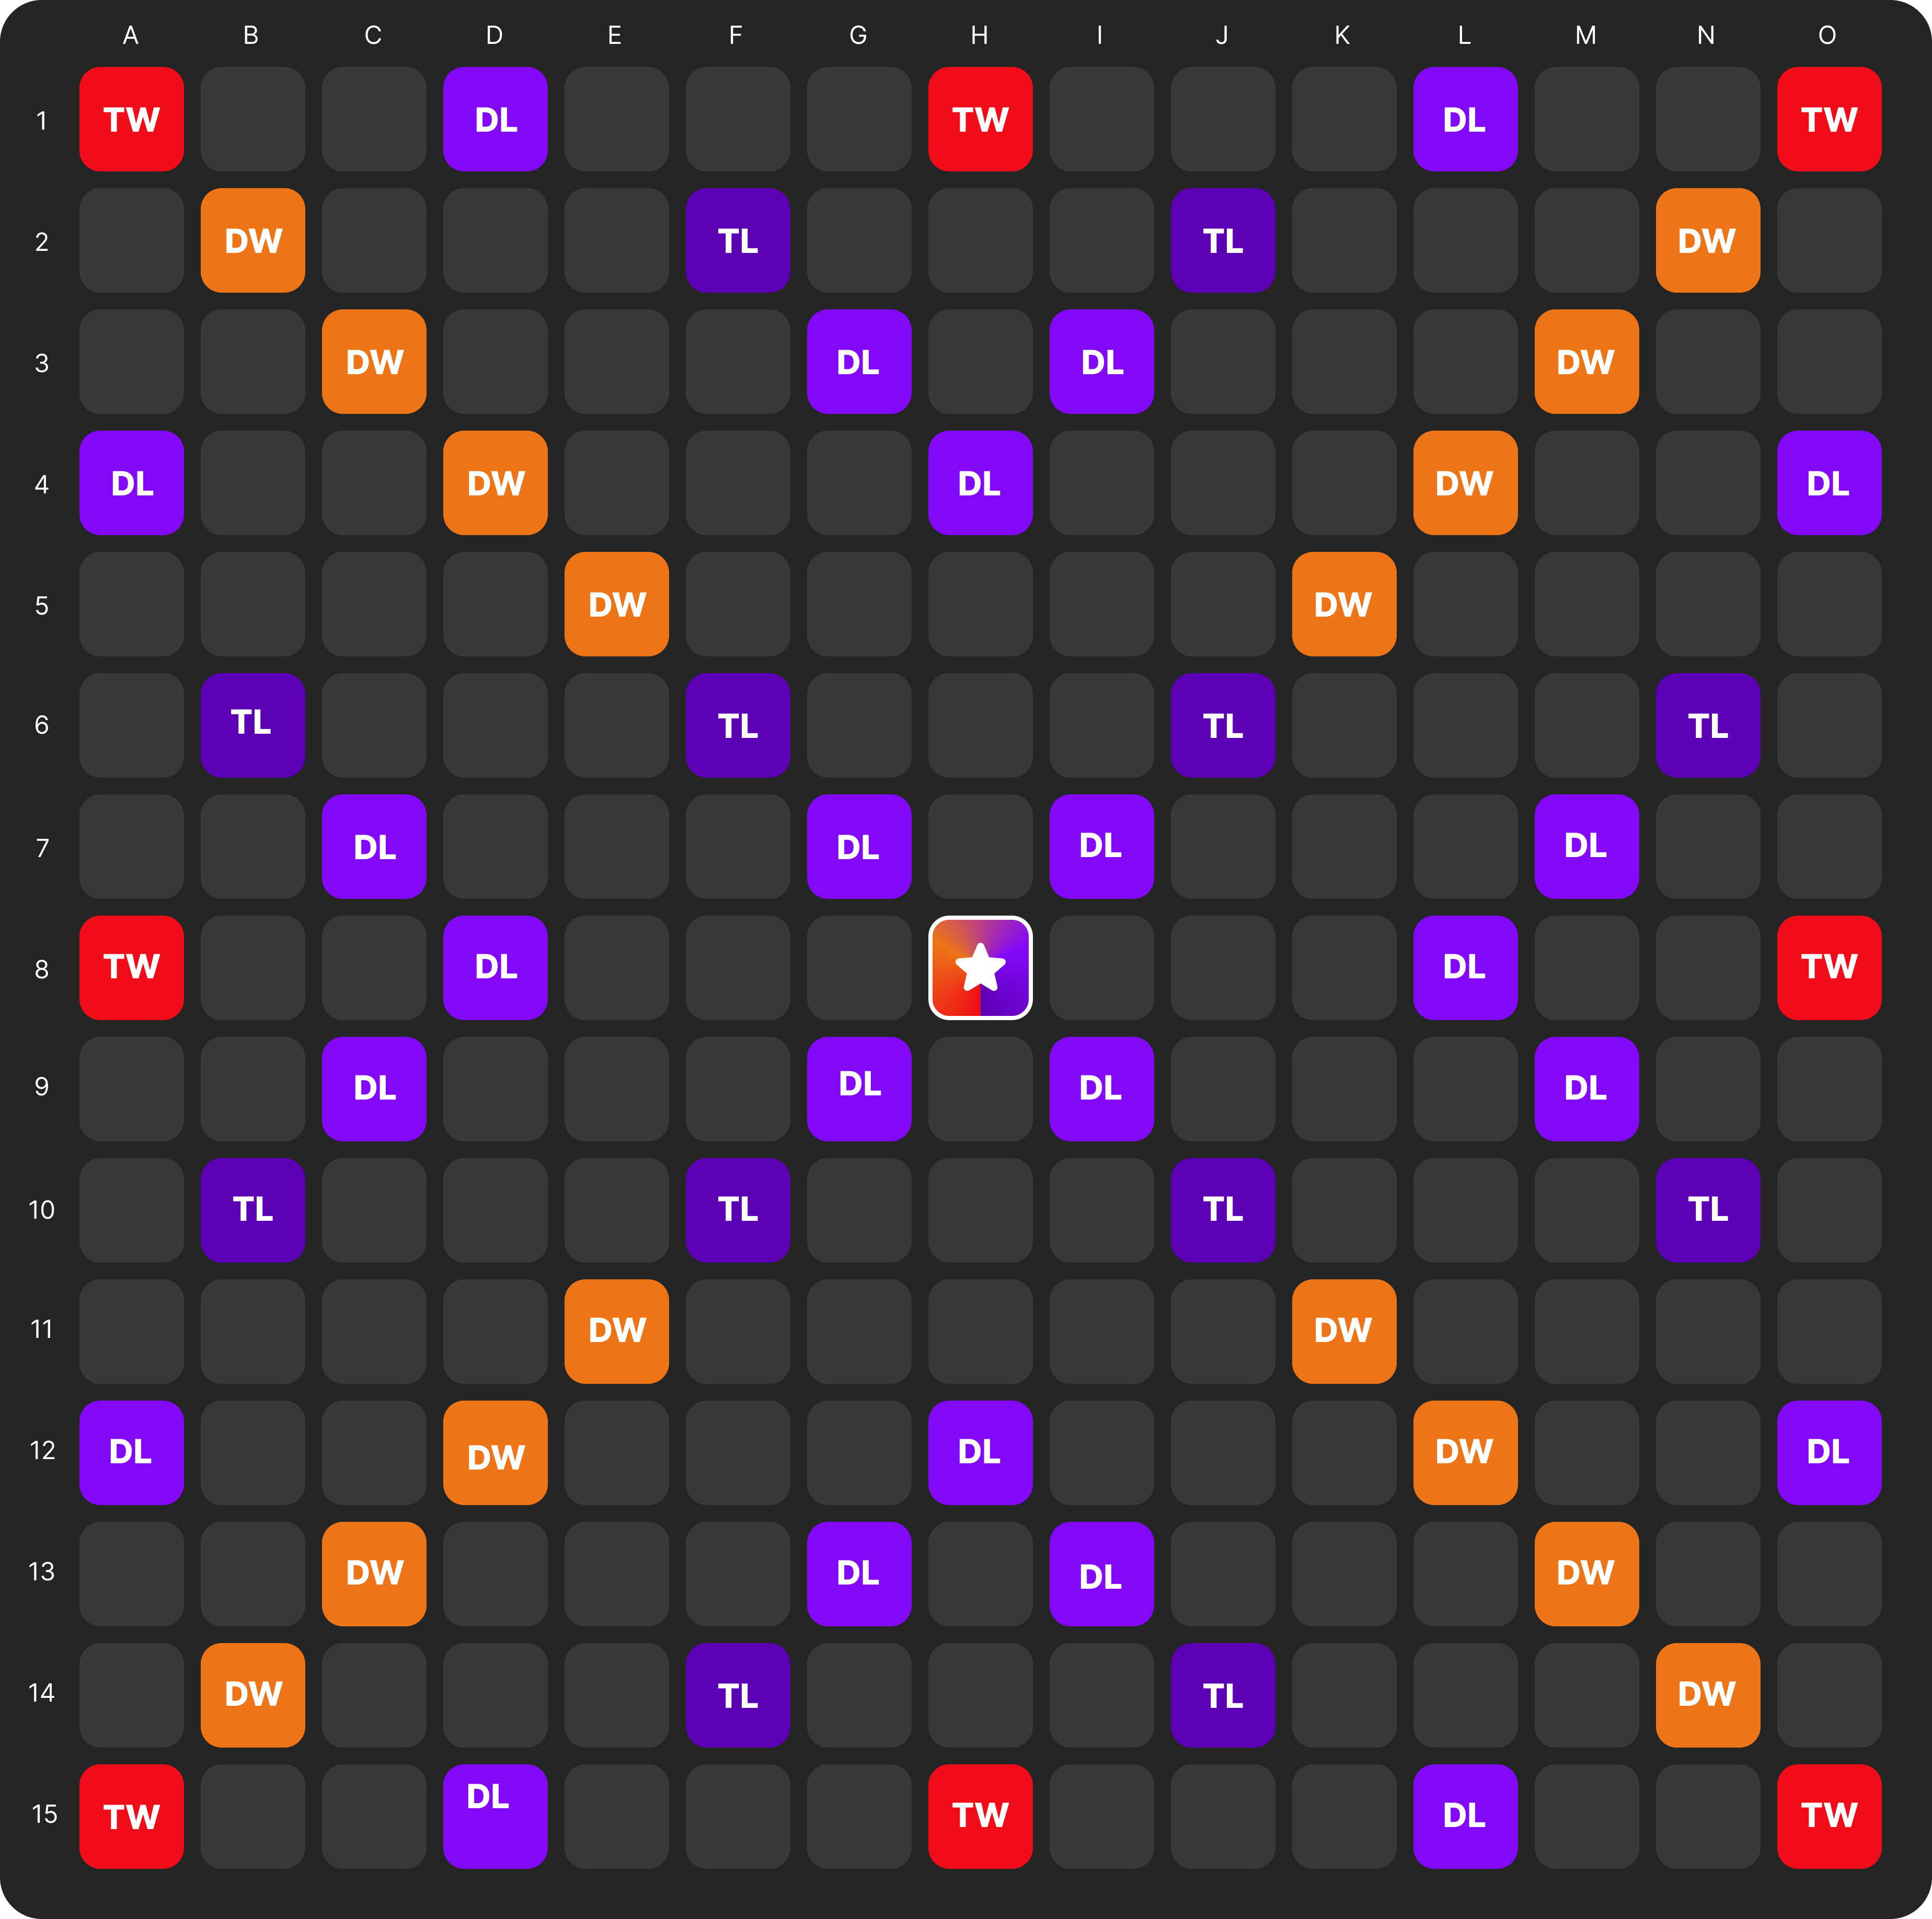 A B C D E F G H I J K L M N O
1 TW DL TW DL TW
2 DW TL TL DW
3 DW DL DL DW
4 DL DW DL DW DL
5 DW DW
6 TL TL TL TL
7 DL DL DL DL
8 TW DL DL TW
9 DL DL DL DL
10 TL TL TL TL
11 DW DW
12 DL DW DL DW DL
13 DW DL DL DW
14 DW TL TL DW
15 TW DL TW DL TW